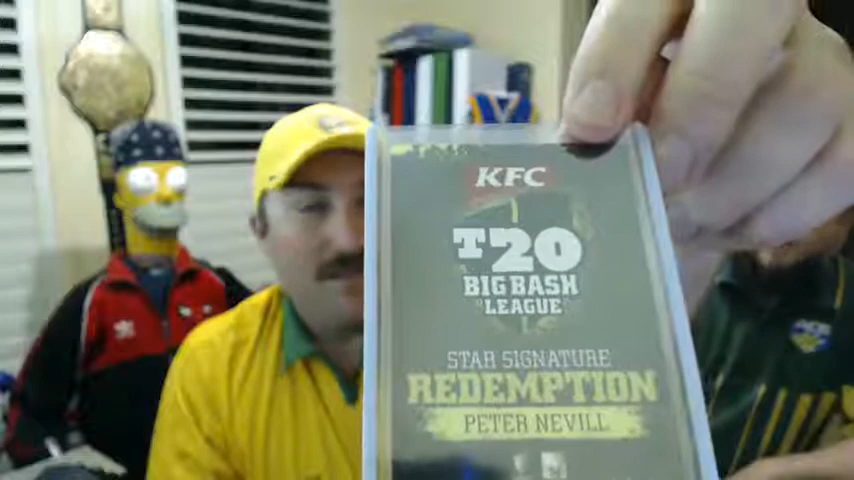 KFC
T20
BIG BASH
LEAGUE
STAR SIGNATURE
REDEMPTION
PETER NEVILL